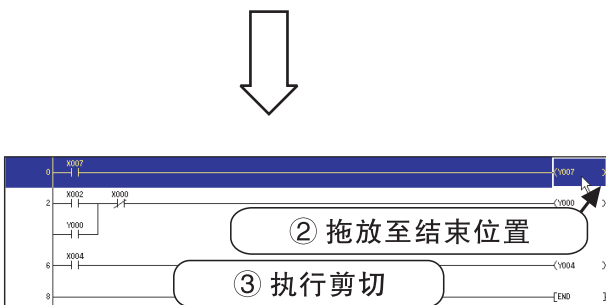 X007
0 (Y007 )
X002 X000
2 (Y000 )
Y000
② 拖放至结束位置
X004
6 (Y004 )
③ 执行剪切
8 [END ]